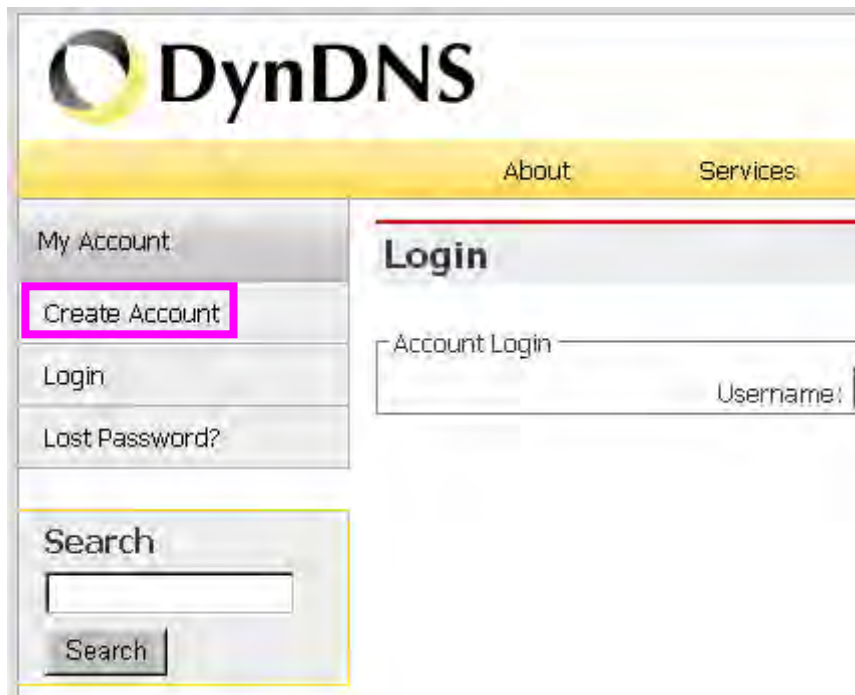 DynDNS
About Services
My Account
Login
Create Account
Account Login
Login
Username:
Lost Password?
Search
Search